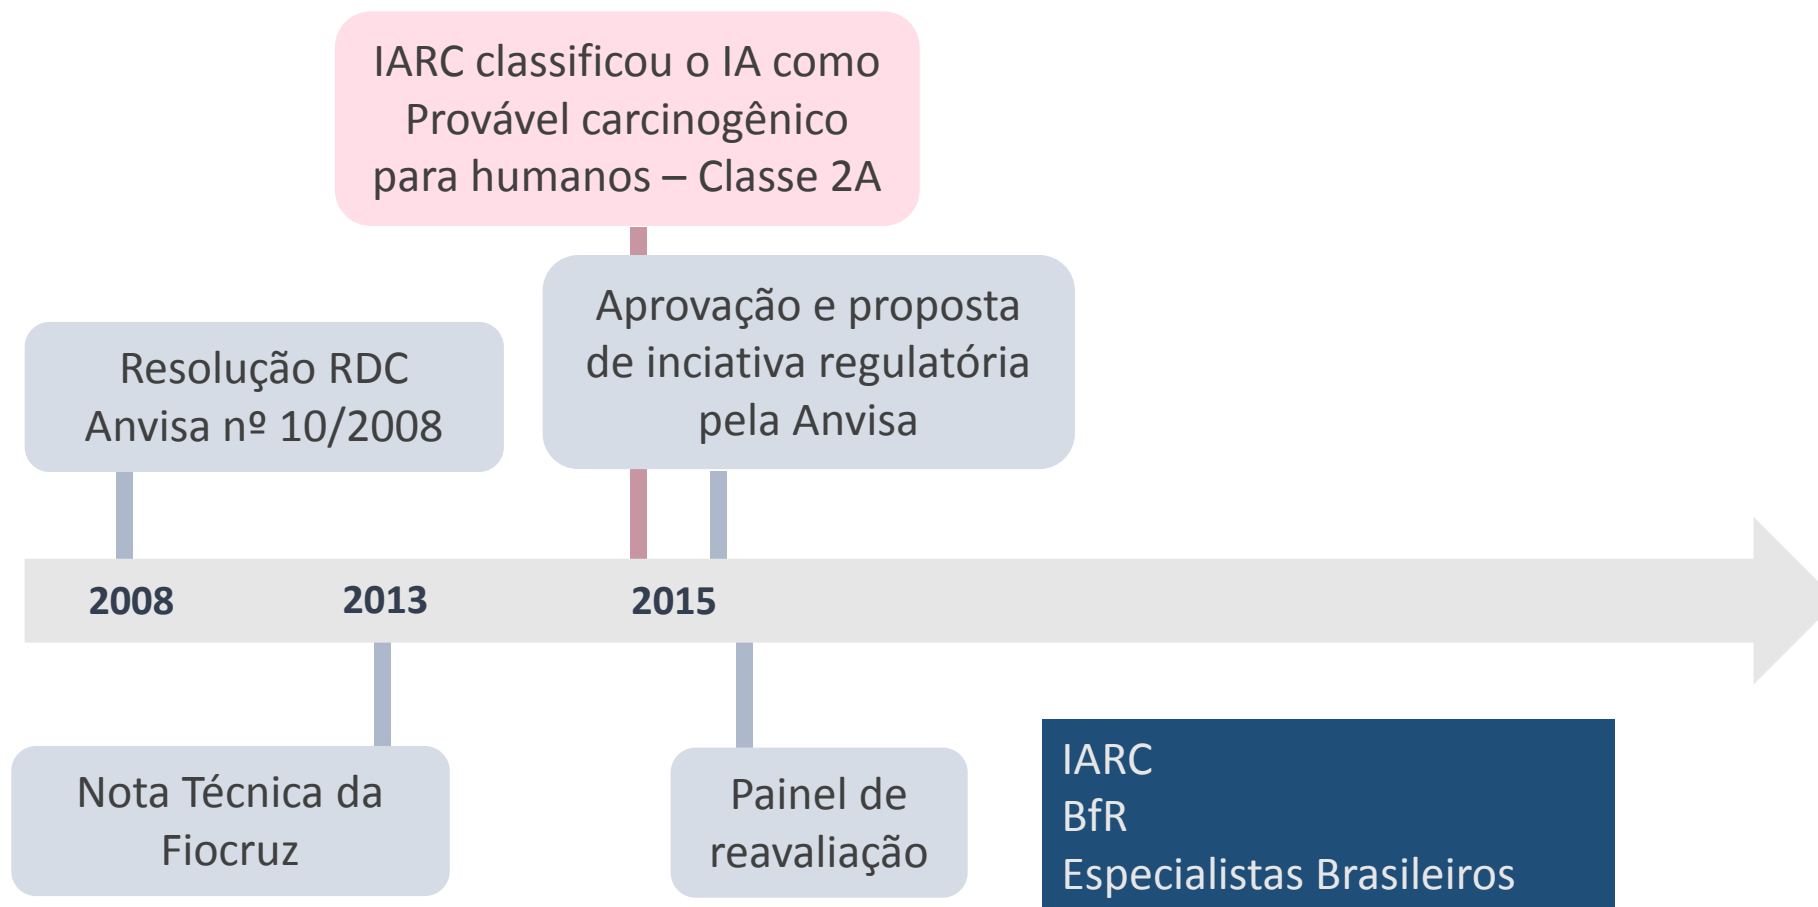 IARC classificou o IA como
Provável carcinogênico
para humanos – Classe 2A
Aprovação e proposta
de inciativa regulatória
pela Anvisa
Resolução RDC
Anvisa nº 10/2008
2008
2013
2015
Nota Técnica da
Fiocruz
Painel de
reavaliação
IARC
BfR
Especialistas Brasileiros